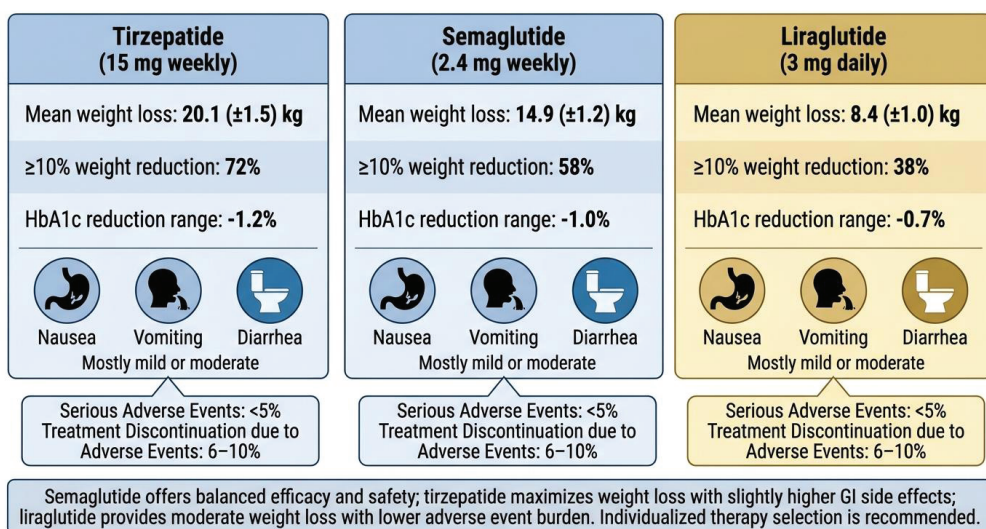 Tirzepatide
(15 mg weekly)
Mean weight loss: 20.1 (±1.5) kg
≥10% weight reduction: 72%
HbA1c reduction range: -1.2%
Nausea
Vomiting
Diarrhea
Mostly mild or moderate
Serious Adverse Events: <5%
Treatment Discontinuation due to
Adverse Events: 6–10%
Semaglutide
(2.4 mg weekly)
Mean weight loss: 14.9 (±1.2) kg
≥10% weight reduction: 58%
HbA1c reduction range: -1.0%
Nausea
Vomiting
Diarrhea
Mostly mild or moderate
Serious Adverse Events: <5%
Treatment Discontinuation due to
Adverse Events: 6–10%
Liraglutide
(3 mg daily)
Mean weight loss: 8.4 (±1.0) kg
≥10% weight reduction: 38%
HbA1c reduction range: -0.7%
Nausea
Vomiting
Diarrhea
Mostly mild or moderate
Serious Adverse Events: <5%
Treatment Discontinuation due to
Adverse Events: 6–10%
Semaglutide offers balanced efficacy and safety; tirzepatide maximizes weight loss with slightly higher GI side effects;
liraglutide provides moderate weight loss with lower adverse event burden. Individualized therapy selection is recommended.